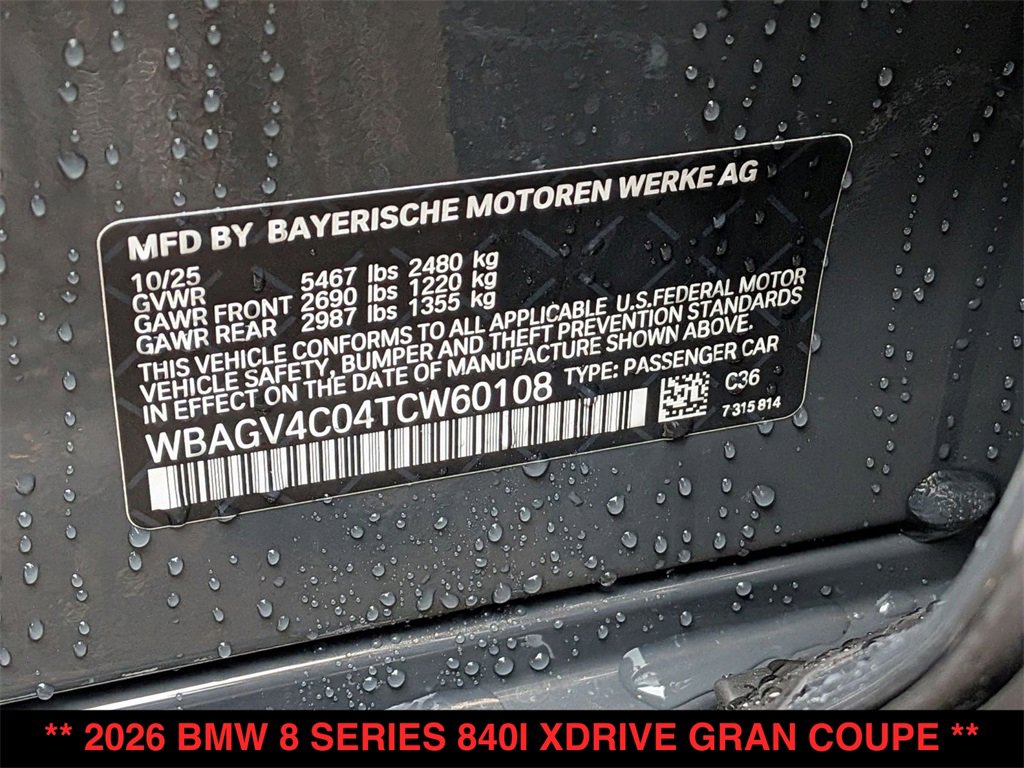 MFD BY BAYERISCHE MOTOREN WERKE AG
10/25
GVWR 5467 lbs 2480 kg
GAWR FRONT 2690 lbs 1220 kg
GAWR REAR 2987 lbs 1355 kg
THIS VEHICLE CONFORMS TO ALL APPLICABLE U.S.FEDERAL MOTOR
VEHICLE SAFETY, BUMPER AND THEFT PREVENTION STANDARDS
IN EFFECT ON THE DATE OF MANUFACTURE SHOWN ABOVE.
WBAGV4C04TCW60108 TYPE: PASSENGER CAR
C36
7 315 814
** 2026 BMW 8 SERIES 840I XDRIVE GRAN COUPE **